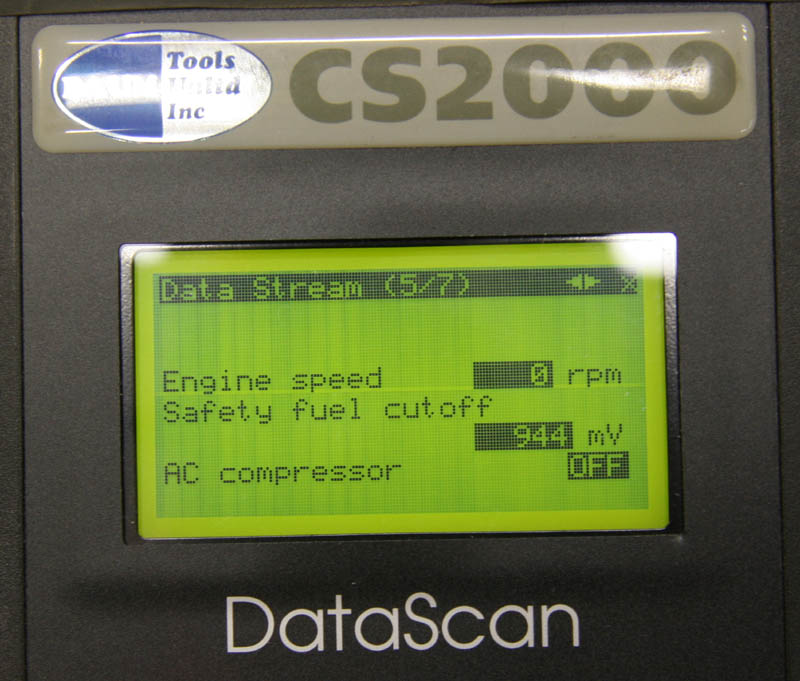 Tools
Unlid
Inc
CS2000
Data Stream (5/7)
Engine speed 0 rpm
Safety fuel cutoff
944 mV
AC compressor OFF
DataScan